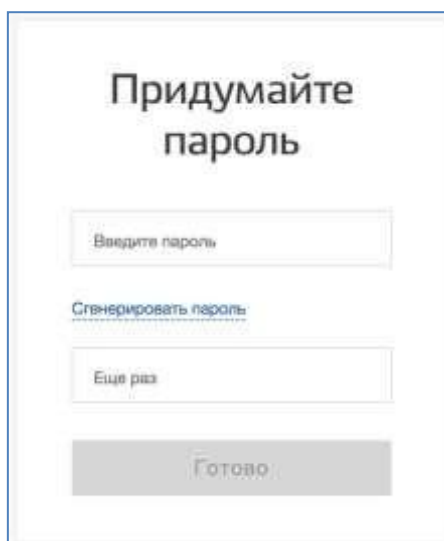 Придумайте
пароль
Введите пароль
Сгенерировать пароль
Еще раз
Готово